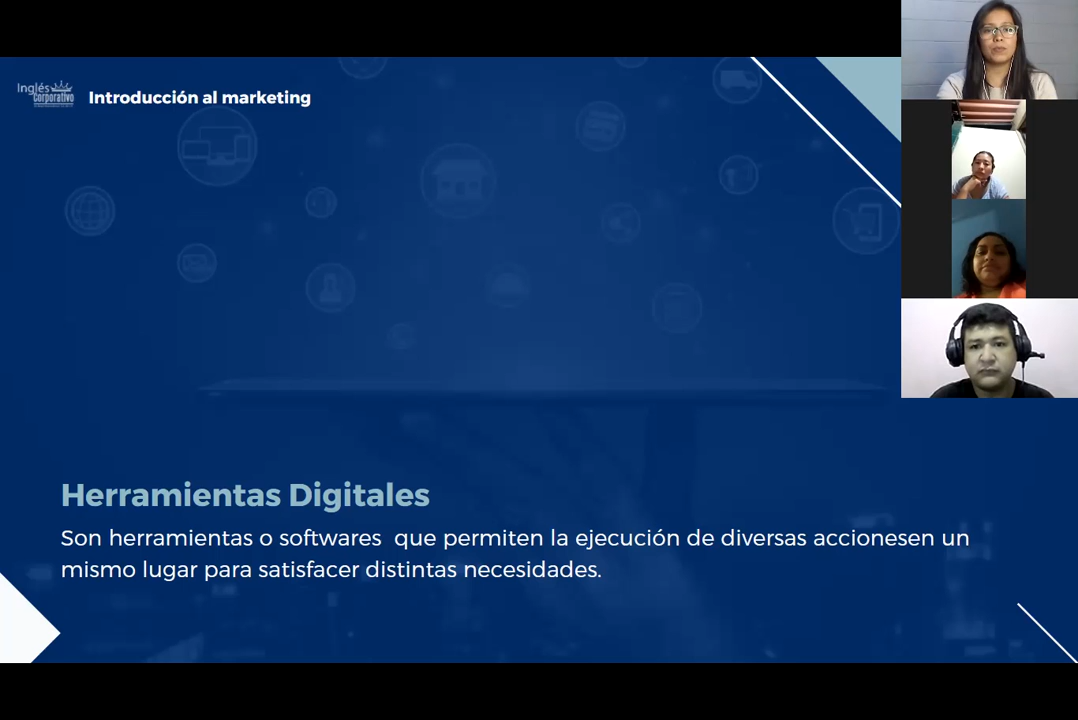 Inglés
corporativo
Introducción al marketing
Herramientas Digitales
Son herramientas o softwares  que permiten la ejecución de diversas accionesen un
mismo lugar para satisfacer distintas necesidades.